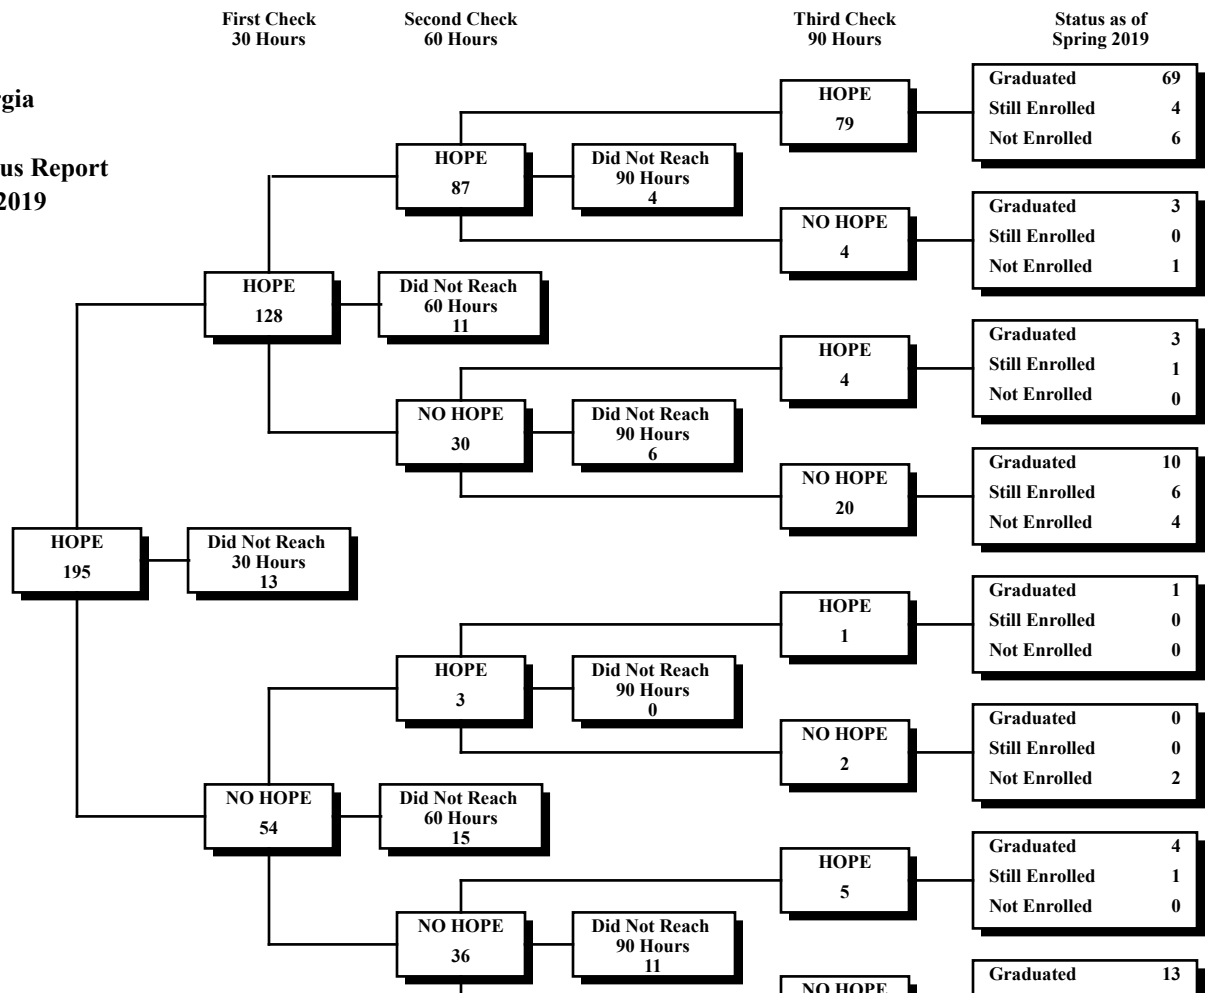 First Check
30 Hours
Second Check
60 Hours
Third Check
90 Hours
Status as of
Spring 2019
rgia
us Report
2019
HOPE
195
Did Not Reach
30 Hours
13
HOPE
128
Did Not Reach
60 Hours
11
HOPE
87
Did Not Reach
90 Hours
4
HOPE
79
Graduated 69
Still Enrolled 4
Not Enrolled 6
NO HOPE
4
Graduated 3
Still Enrolled 0
Not Enrolled 1
NO HOPE
30
Did Not Reach
90 Hours
6
HOPE
4
Graduated 3
Still Enrolled 1
Not Enrolled 0
NO HOPE
20
Graduated 10
Still Enrolled 6
Not Enrolled 4
NO HOPE
54
Did Not Reach
60 Hours
15
HOPE
3
Did Not Reach
90 Hours
0
HOPE
1
Graduated 1
Still Enrolled 0
Not Enrolled 0
NO HOPE
2
Graduated 0
Still Enrolled 0
Not Enrolled 2
NO HOPE
36
Did Not Reach
90 Hours
11
HOPE
5
Graduated 4
Still Enrolled 1
Not Enrolled 0
NO HOPE
Graduated 13